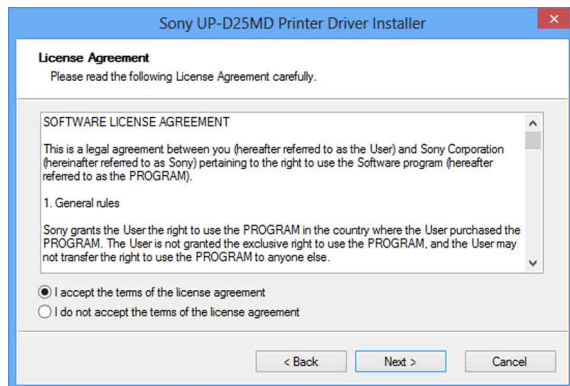 Sony UP-D25MD Printer Driver Installer
License Agreement
Please read the following License Agreement carefully.
SOFTWARE LICENSE AGREEMENT
This is a legal agreement between you (hereafter referred to as the User) and Sony Corporation
(hereinafter referred to as Sony) pertaining to the right to use the Software program (hereafter
referred to as the PROGRAM).
1. General rules
Sony grants the User the right to use the PROGRAM in the country where the User purchased the
PROGRAM. The User is not granted the exclusive right to use the PROGRAM, and the User may
not transfer the right to use the PROGRAM to anyone else.
I accept the terms of the license agreement
I do not accept the terms of the license agreement
< Back
Next >
Cancel